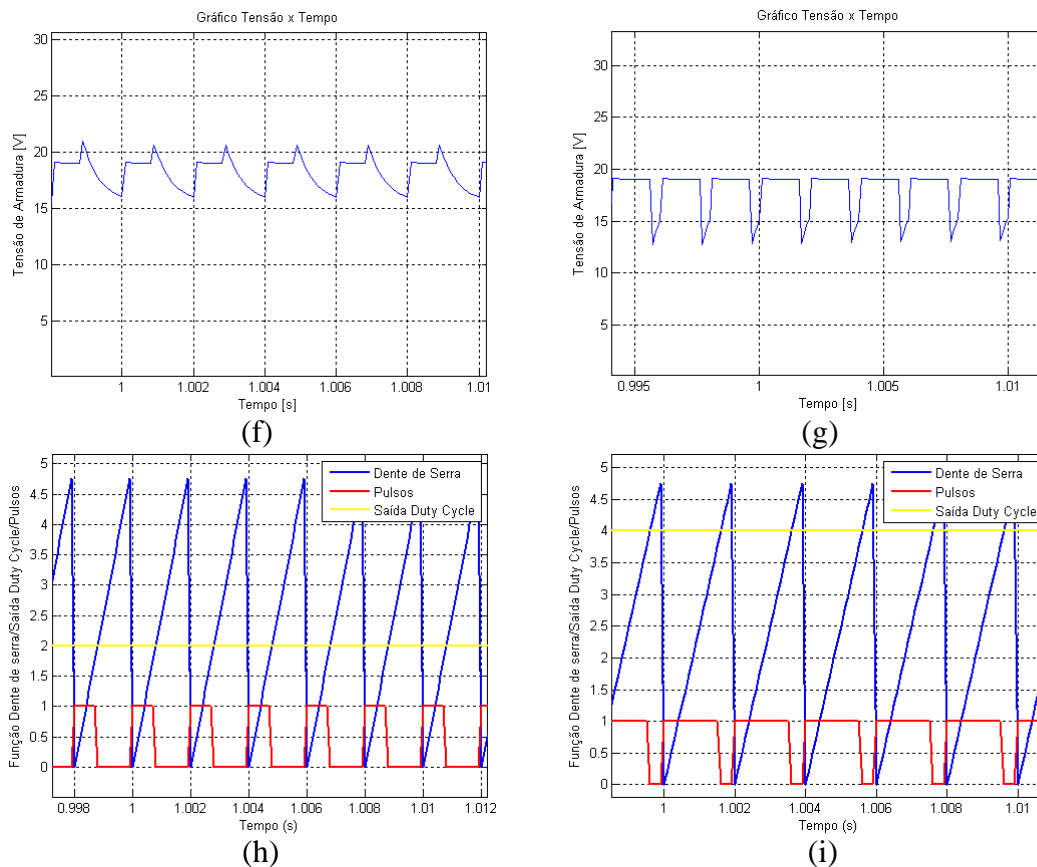 Gráfico Tensão x Tempo
30
25
20
15
10
5
Tensão de Armadura [V]
1
1.002
1.004
1.006
1.008
1.01
Tempo [s]
(f)
Gráfico Tensão x Tempo
30
25
20
15
10
5
Tensão de Armadura [V]
0.995
1
1.005
1.01
Tempo [s]
(g)
5
4.5
4
3.5
3
2.5
2
1.5
1
0.5
0
Função Dente de serra/Saída Duty Cycle/Pulsos
Dente de Serra
Pulsos
Saída Duty Cycle
0.998
1
1.002
1.004
1.006
1.008
1.01
1.012
Tempo (s)
(h)
5
4.5
4
3.5
3
2.5
2
1.5
1
0.5
0
Função Dente de serra/Saída Duty Cycle/Pulsos
Dente de Serra
Pulsos
Saída Duty Cycle
1
1.002
1.004
1.006
1.008
1.01
Tempo (s)
(i)